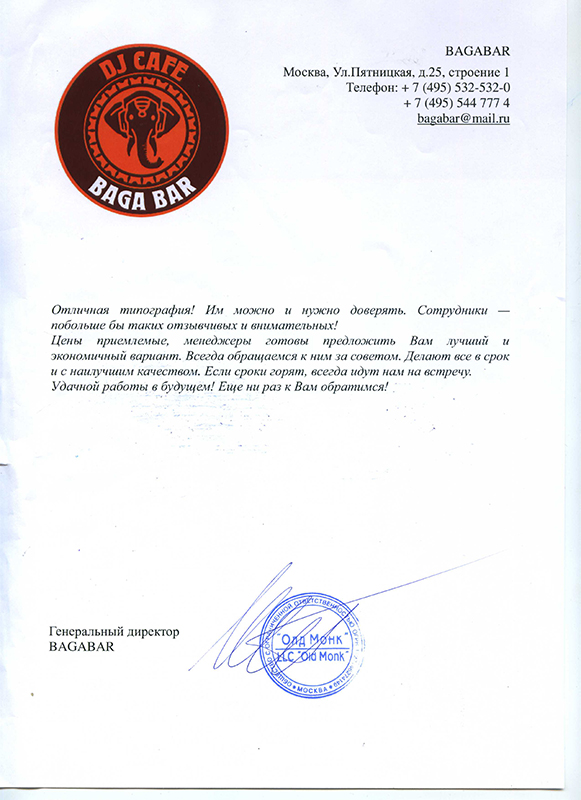 DJ CAFE
BAGA BAR
BAGABAR
Москва, Ул.Пятницкая, д.25, строение 1
Телефон: + 7 (495) 532-532-0
+ 7 (495) 544 777 4
bagabar@mail.ru
Отличная типография! Им можно и нужно доверять. Сотрудники —
побольше бы таких отзывчивых и внимательных!
Цены приемлемые, менеджеры готовы предложить Вам лучший и
экономичный вариант. Всегда обращаемся к ним за советом. Делают все в срок
и с наилучшим качеством. Если сроки горят, всегда идут нам на встречу.
Удачной работы в будущем! Еще ни раз к Вам обратимся!
Генеральный директор
BAGABAR
ОБЩЕСТВО С ОГРАНИЧЕННОЙ ОТВЕТСТВЕННОСТЬЮ
"Олд Монк"
LLC "Old Monk"
МОСКВА